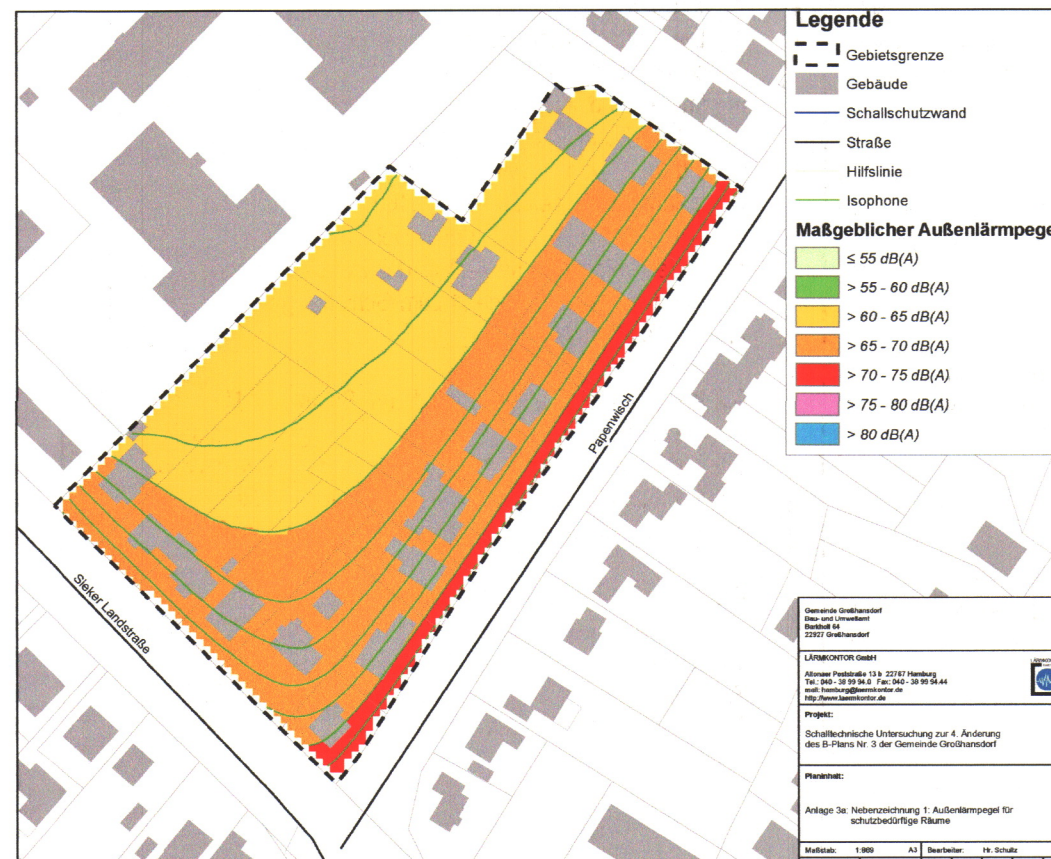 Legende
Gebietsgrenze
Gebäude
Schallschutzwand
Straße
Hilfslinie
Isophone
Maßgeblicher Außenlärmpege
≤ 55 dB(A)
> 55 - 60 dB(A)
> 60 - 65 dB(A)
> 65 - 70 dB(A)
> 70 - 75 dB(A)
> 75 - 80 dB(A)
> 80 dB(A)
Papenwisch
Sieker Landstraße
Gemeinde Großhansdorf
Bau- und Umweltamt
Barkholt 64
22927 Großhansdorf
LÄRMKONTOR GmbH
Altonaer Poststraße 13 b 22767 Hamburg
Tel.: 040 - 38 99 94.0 Fax: 040 - 38 99 94.44
mail: hamburg@laermkontor.de
http://www.laermkontor.de
Projekt:
Schalltechnische Untersuchung zur 4. Änderung
des B-Plans Nr. 3 der Gemeinde Großhansdorf
Planinhalt:
Anlage 3a: Nebenzeichnung 1: Außenlärmpegel für
schutzbedürftige Räume
Maßstab: 1:969 A3 Bearbeiter: Hr. Schultz